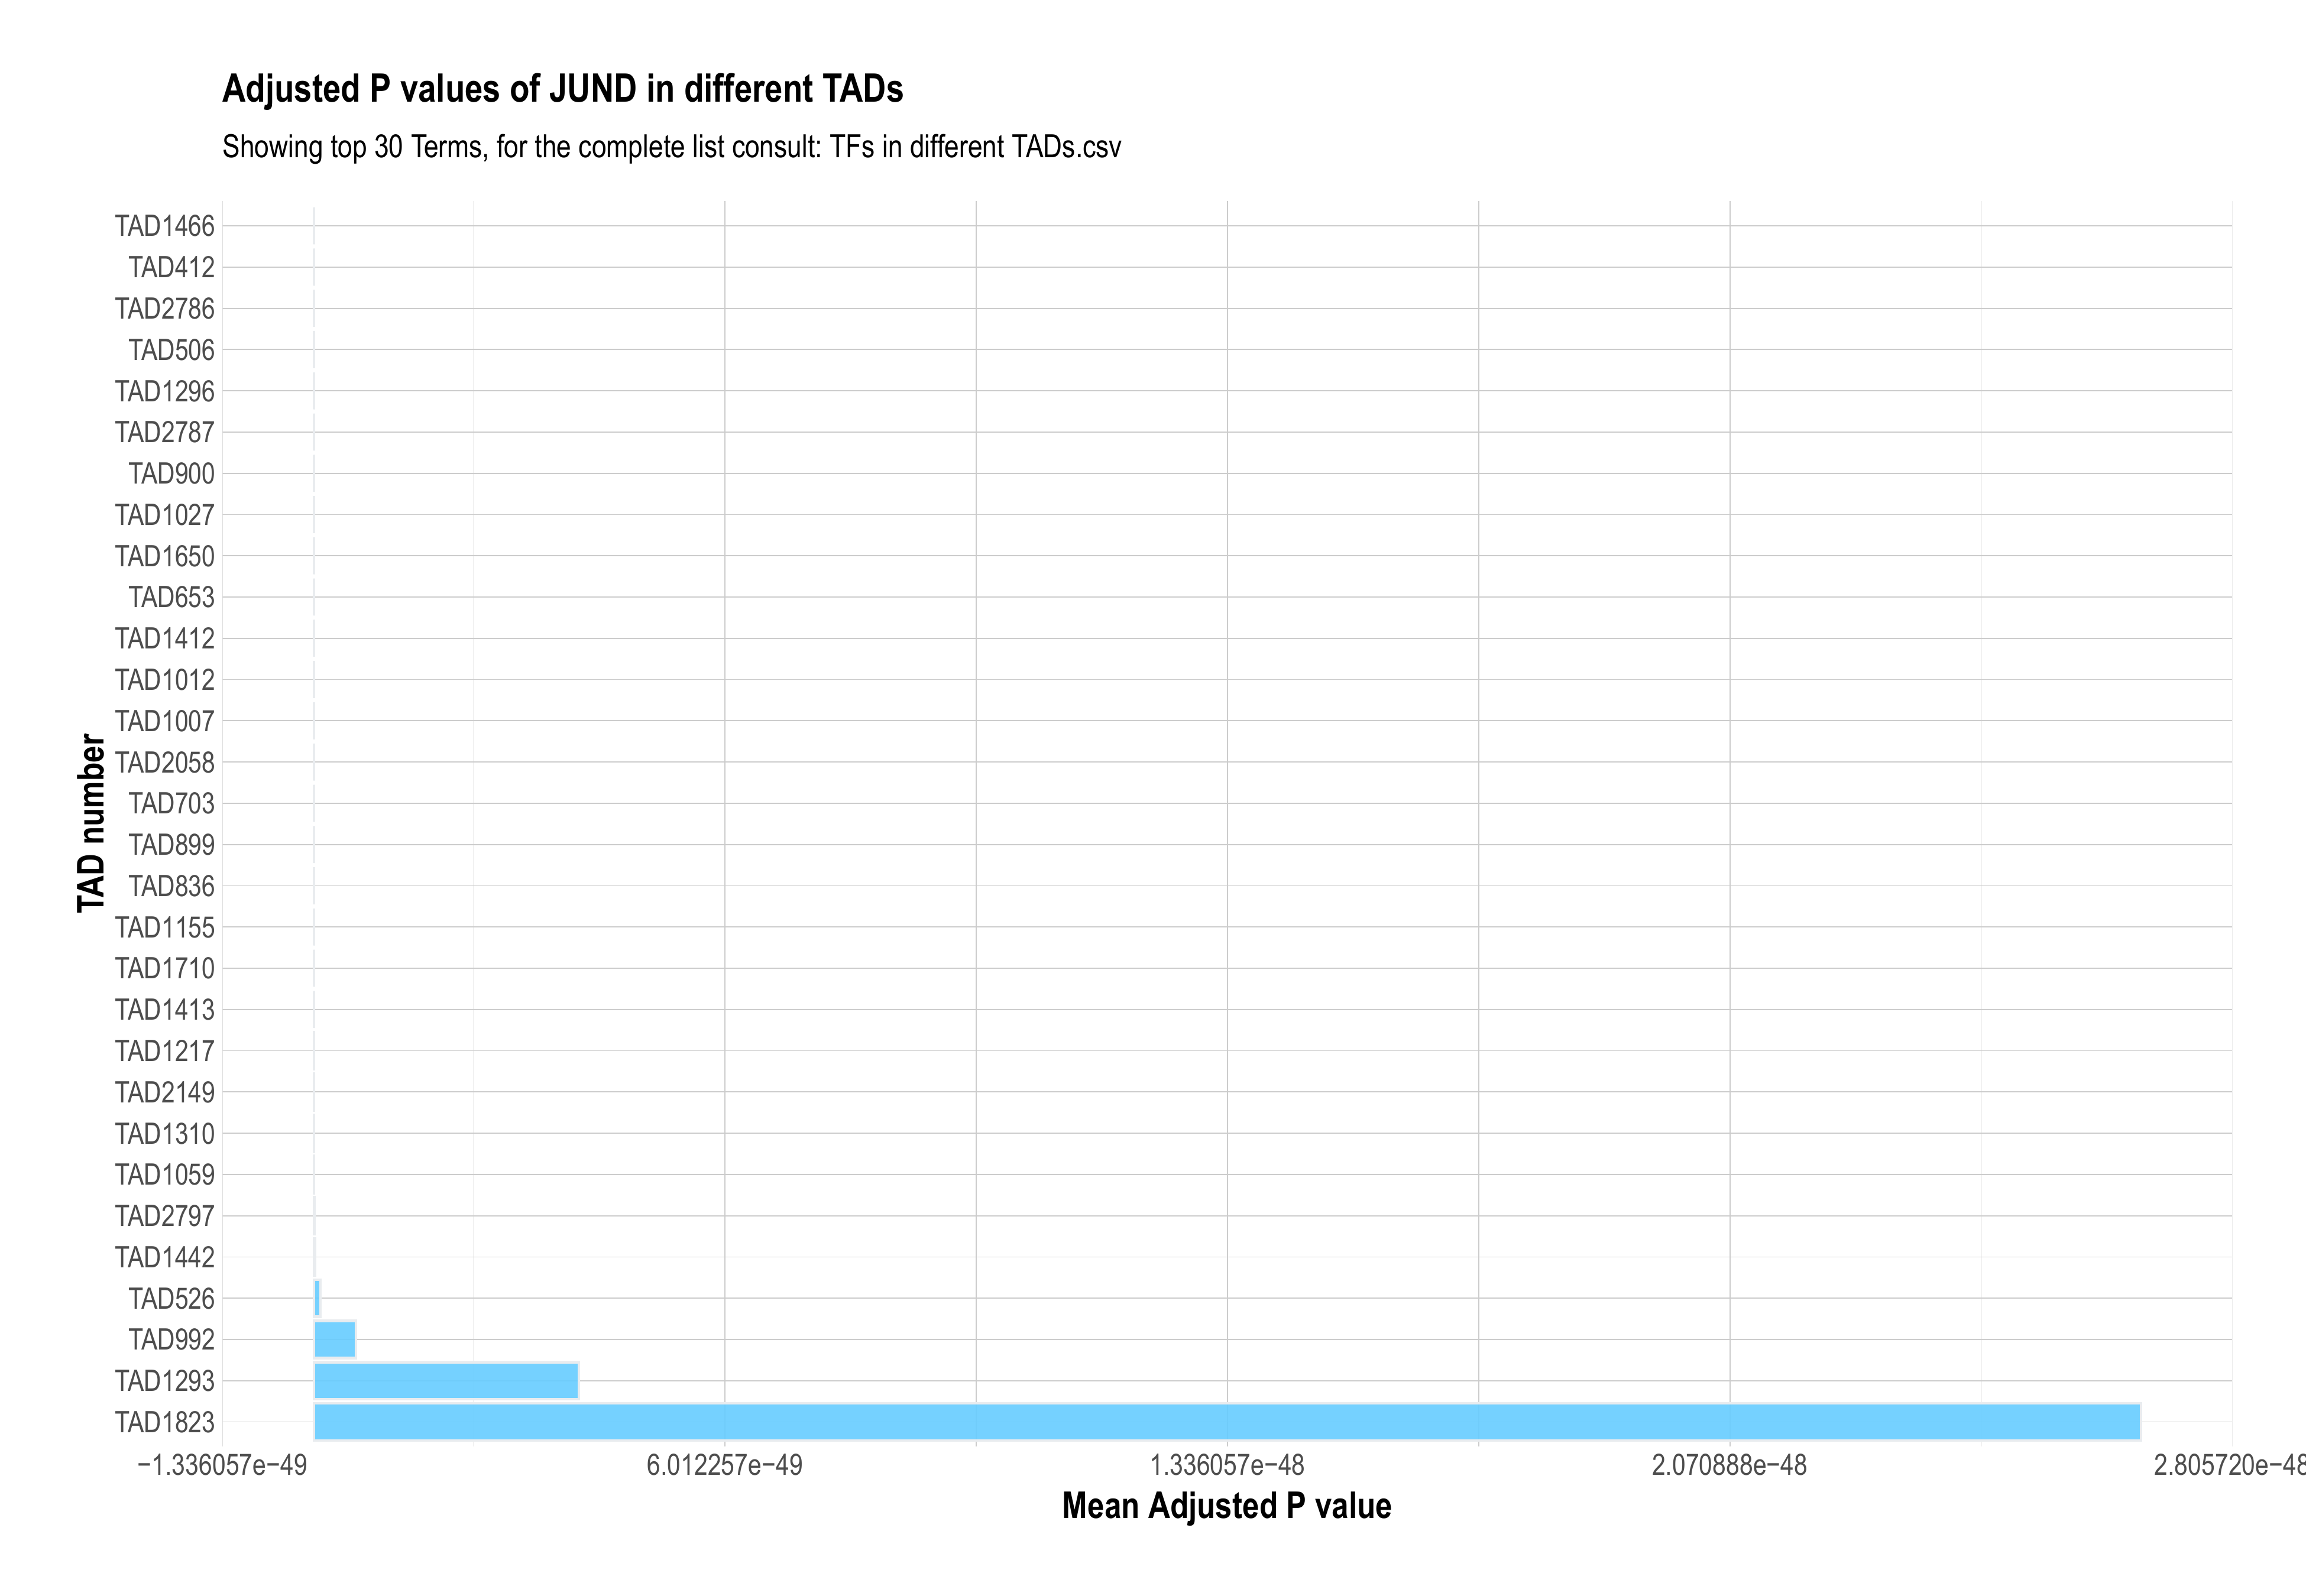 Adjusted P values of JUND in different TADs
Showing top 30 Terms, for the complete list consult: TFs in different TADs.csv
TAD1466
TAD412
TAD2786
TAD506
TAD1296
TAD2787
TAD900
TAD1027
TAD1650
TAD653
TAD1412
TAD1012
TAD1007
TAD2058
TAD703
TAD899
TAD836
TAD1155
TAD1710
TAD1413
TAD1217
TAD2149
TAD1310
TAD1059
TAD2797
TAD1442
TAD526
TAD992
TAD1293
TAD1823
TAD number
−1.336057e−49 6.012257e−49 1.336057e−48 2.070888e−48 2.805720e−48
Mean Adjusted P value